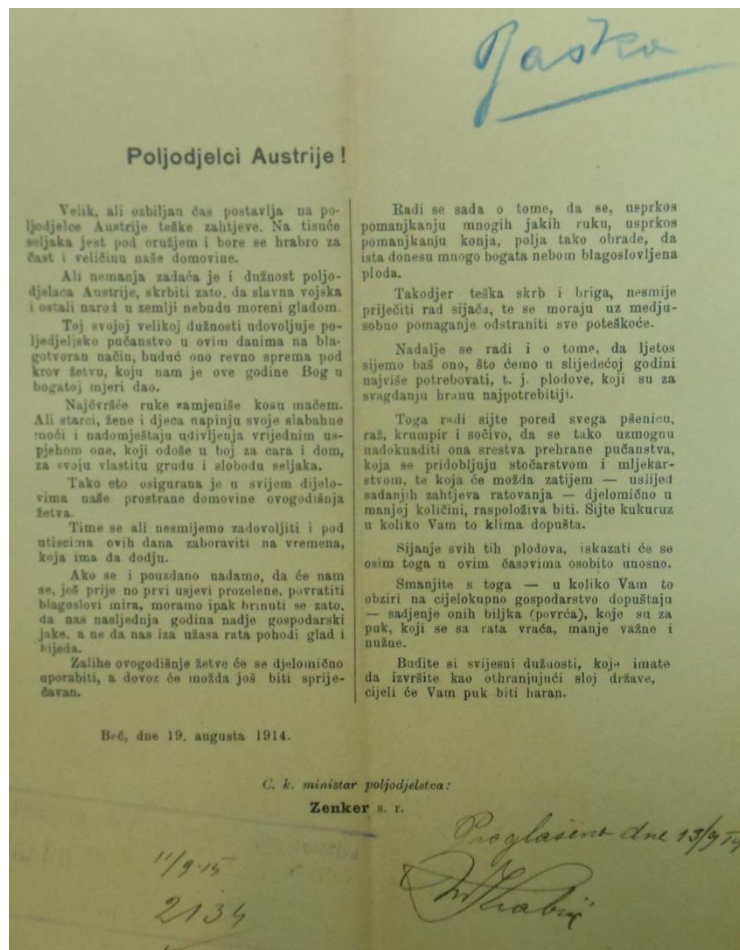 Baška
Poljodjelci Austrije !
Velik, ali ozbiljan čas postavlja na po-
ljodjelce Austrije teške zahtjeve. Na tisuće
seljaka jest pod oružjem i bore se hrabro za
čast i veličinu naše domovine.
Ali nemanja zadaća je i dužnost poljo-
djelaca Austrije, skrbiti zato, da slavna vojska
i ostali narod u zemlji nebudu moreni gladom.
Toj svojoj velikoj dužnosti udovoljuje po-
ljedjeljsko pučanstvo u ovim danima na bla-
gotvoran način, buduć ono revno sprema pod
krov žetvu, koju nam je ove godine Bog u
bogatoj mjeri dao.
Najčvršće ruke zamjeniše kosu mačem.
Ali starci, žene i djeca napinju svoje slabahne
moći i nadomještaju udivljenja vrijednim us-
pjehom one, koji odoše u boj za cara i dom,
za svoju vlastitu grudu i slobodu seljaka.
Tako eto osigurana je u svijem dijelo-
vima naše prostrane domovine ovogodišnja
žetva.
Time se ali nesmijemo zadovoljiti i pod
utiscima ovih dana zaboraviti na vremena,
koja ima da dodju.
Ako se i pouzdano nadamo, da će nam
se, još prije no prvi usjevi prozelene, povratiti
blagoslovi mira, moramo ipak brinuti se zato,
da nas nasljednja godina nadje gospodarski
jake, a ne da nas iza užasa rata pohodi glad i
bijeda.
Zalihe ovogodišnje žetve će se djelomično
uporabiti, a dovoz će možda još biti sprije-
čavan.
Radi se sada o tome, da se, usprkos
pomanjkanju mnogih jakih ruku, usprkos
pomanjkanju konja, polja tako obrade, da
ista donesu mnogo bogata nebom blagoslovljena
ploda.
Takodjer teška skrb i briga, nesmije
priječiti rad sijača, te se moraju uz medju-
sobno pomaganje odstraniti sve poteškoće.
Nadalje se radi i o tome, da ljetos
sijemo baš ono, što ćemo u slijedećoj godini
najviše potrebovati, t. j. plodove, koji su za
svagdanju hranu najpotrebitiji.
Toga radi sijte pored svega pšenicu,
raž, krumpir i sočivo, da se tako uzmognu
nadoknaditi ona srestva prehrane pučanstva,
koja se pridobljuju stočarstvom i mljekar-
stvom, te koja će možda zatijem — uslijed
sadanjih zahtjeva ratovanja — djelomično u
manjoj količini, raspoloživa biti. Sijte kukuruz
u koliko Vam to klima dopušta.
Sijanje svih tih plodova, iskazati će se
osim toga u ovim časovima osobito unosno.
Smanjite s toga — u koliko Vam to
obziri na cijelokupno gospodarstvo dopuštaju
— sadjenje onih biljka (povrća), koje su za
puk, koji se sa rata vraća, manje važne i
nužne.
Budite si svijesni dužnosti, koju imate
da izvršite kao othranjujući sloj države,
cijeli će Vam puk biti haran.
Beč, dne 19. augusta 1914.
C. k. ministar poljodjelstva:
Zenker s. r.
Proglašeno dne 13/9 14
11/9·15
2134